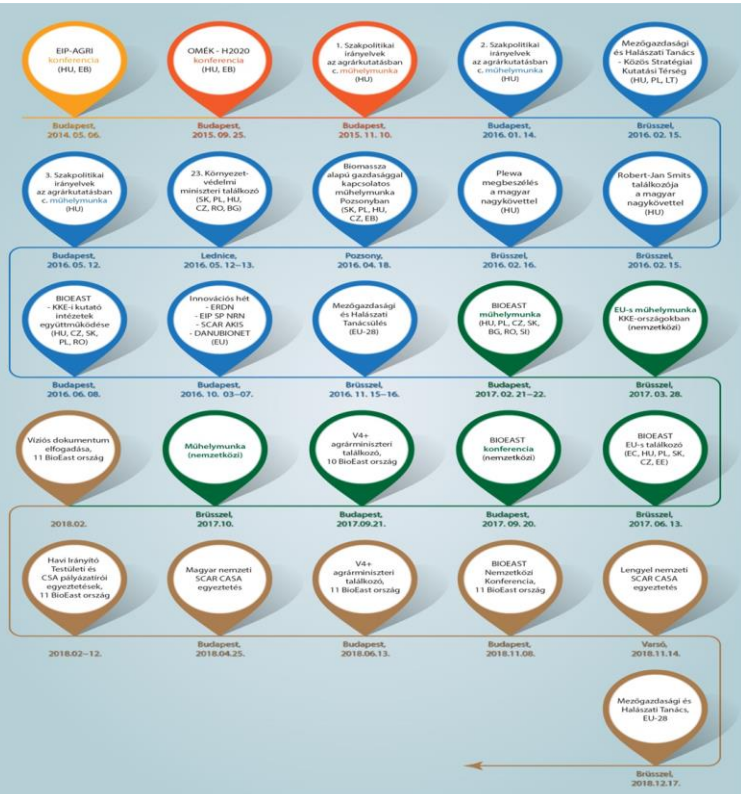 EIP-AGRI
konferencia
(HU, EB)
Budapest,
2014. 05. 06.
OMÉK - H2020
konferencia
(HU, EB)
Budapest,
2015. 09. 25.
1. Szakpolitikai
irányelvek
az agrárkutatásban
c. műhelymunka
(HU)
Budapest,
2015. 11. 10.
2. Szakpolitikai
irányelvek
az agrárkutatásban
c. műhelymunka
(HU)
Budapest,
2016. 01. 14.
Mezőgazdasági
és Halászati Tanács
- Közös Stratégiai
Kutatási Térség
(HU, PL, LT)
Brüsszel,
2016. 02. 15.
3. Szakpolitikai
irányelvek
az agrárkutatásban
c. műhelymunka
(HU)
Budapest,
2016. 05. 12.
23. Környezet-
védelmi
miniszteri találkozó
(SK, PL, HU,
CZ, RO, BG)
Lednice,
2016. 05. 12–13.
Biomassza
alapú gazdasággal
kapcsolatos
műhelymunka
Pozsonyban
(SK, PL, HU,
CZ, EB)
Pozsony,
2016. 04. 18.
Plewa
megbeszélés
a magyar
nagykövettel
(HU)
Brüsszel,
2016. 02. 16.
Robert-Jan Smits
találkozója
a magyar
nagykövettel
(HU)
Brüsszel,
2016. 02. 15.
BIOEAST
- KKE-i kutató
intézetek
együttműködése
(HU, CZ, SK,
PL, RO)
Budapest,
2016. 06. 08.
Innovációs hét
- ERDN
- EIP SP NRN
- SCAR AKIS
- DANUBIONET
(EU)
Budapest,
2016. 10. 03–07.
Mezőgazdasági
és Halászati
Tanácsülés
(EU-28)
Brüsszel,
2016. 11. 15–16.
BIOEAST
műhelymunka
(HU, PL, CZ, SK,
BG, RO, SI)
Budapest,
2017. 02. 21–22.
EU-s műhelymunka
KKE-országokban
(nemzetközi)
Brüsszel,
2017. 03. 28.
Víziós dokumentum
elfogadása,
11 BioEast ország
2018.02.
Műhelymunka
(nemzetközi)
Brüsszel,
2017.10.
V4+
agrárminiszteri
találkozó,
10 BioEast ország
Budapest,
2017.09.21.
BIOEAST
konferencia
(nemzetközi)
Budapest,
2017. 09. 20.
BIOEAST
EU-s találkozó
(EC, HU, PL, SK,
CZ, EE)
Brüsszel,
2017. 06. 13.
Havi Irányító
Testületi és
CSA pályázatírói
egyeztetések,
11 BioEast ország
2018.02–12.
Magyar nemzeti
SCAR CASA
egyeztetés
Budapest,
2018.04.25.
V4+
agrárminiszteri
találkozó,
11 BioEast ország
Budapest,
2018.06.13.
BIOEAST
Nemzetközi
Konferencia,
11 BioEast ország
Budapest,
2018.11.08.
Lengyel nemzeti
SCAR CASA
egyeztetés
Varsó,
2018.11.14.
Mezőgazdasági és
Halászati Tanács,
EU-28
Brüsszel,
2018.12.17.